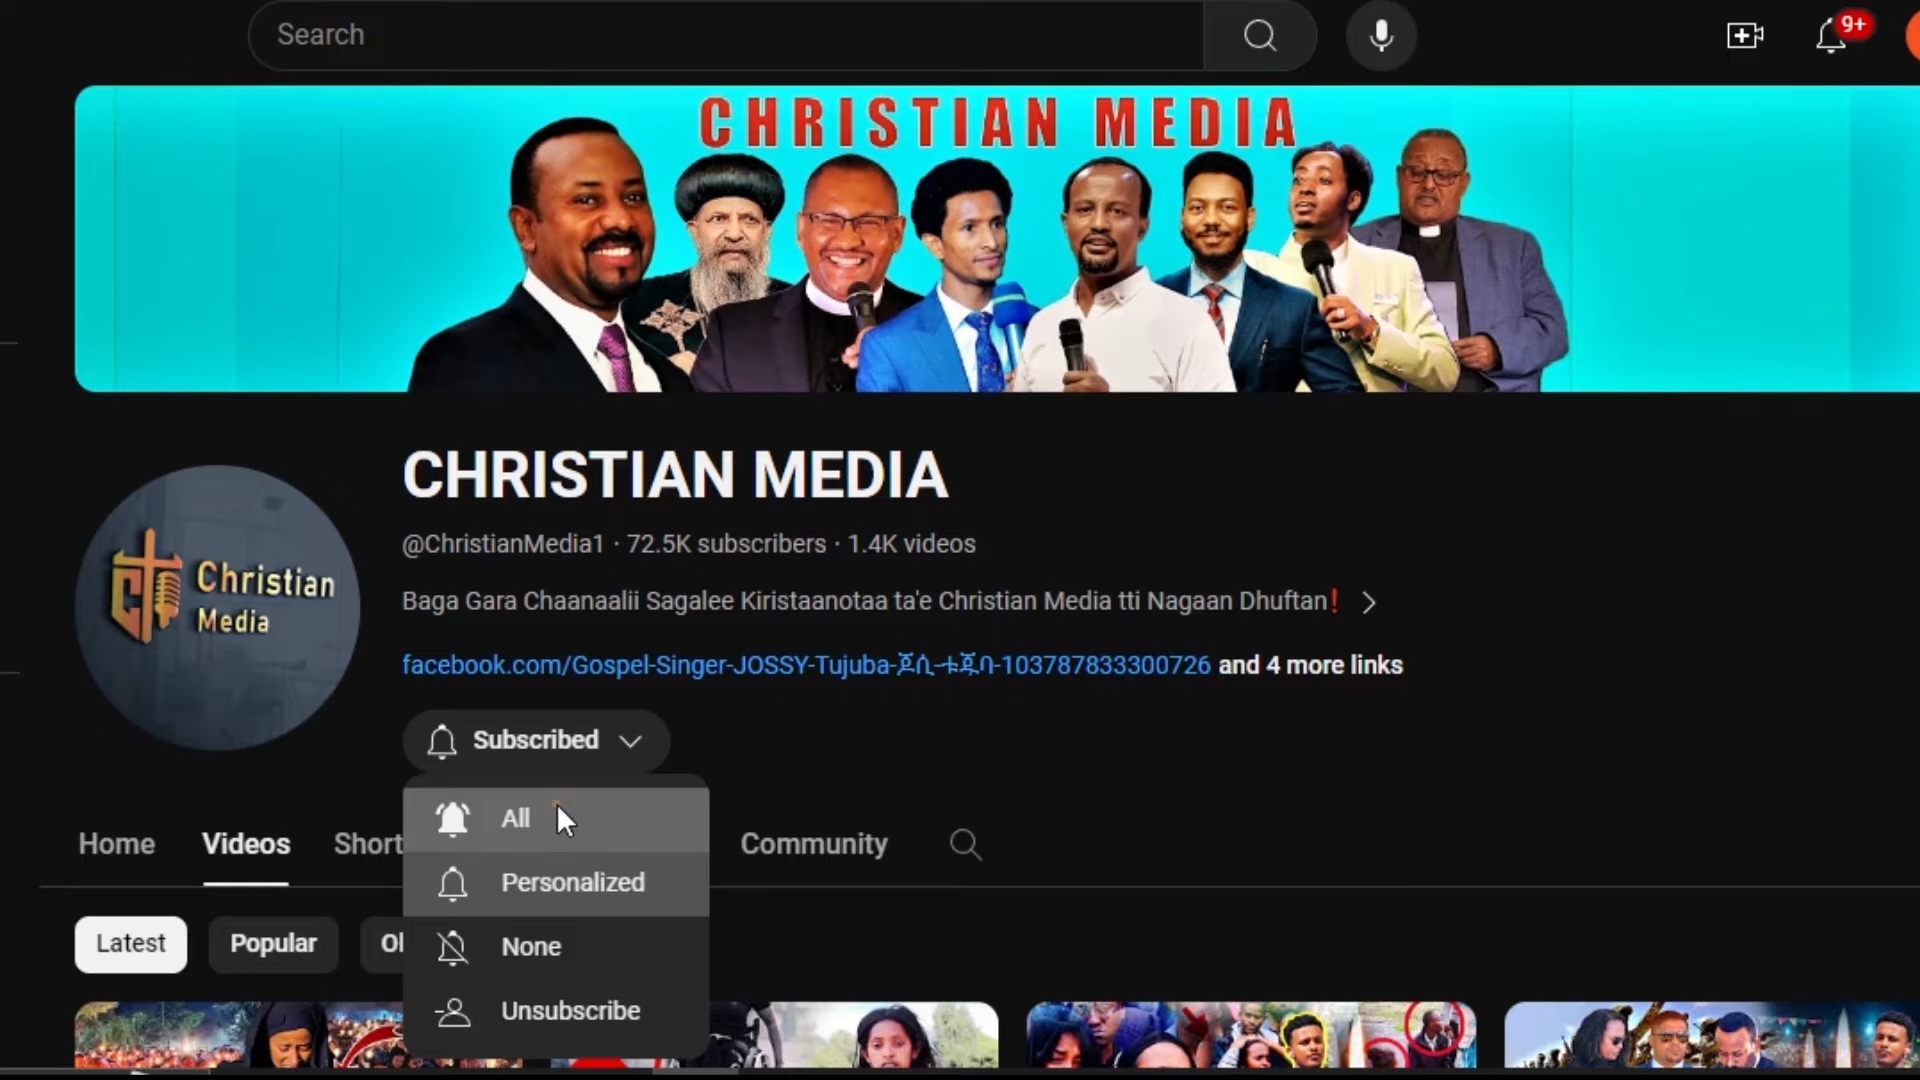 Search
9+
CHRISTIAN MEDIA
CHRISTIAN MEDIA
@ChristianMedia1 · 72.5K subscribers · 1.4K videos
Baga Gara Chaanaalii Sagalee Kiristaanotaa ta'e Christian Media tti Nagaan Dhuftan❗
facebook.com/Gospel-Singer-JOSSY-Tujuba-ጆሲ-ቱጁባ-103787833300726 and 4 more links
Christian
Media
Subscribed
All
Personalized
None
Unsubscribe
Home Videos Short Community
Latest Popular Ol